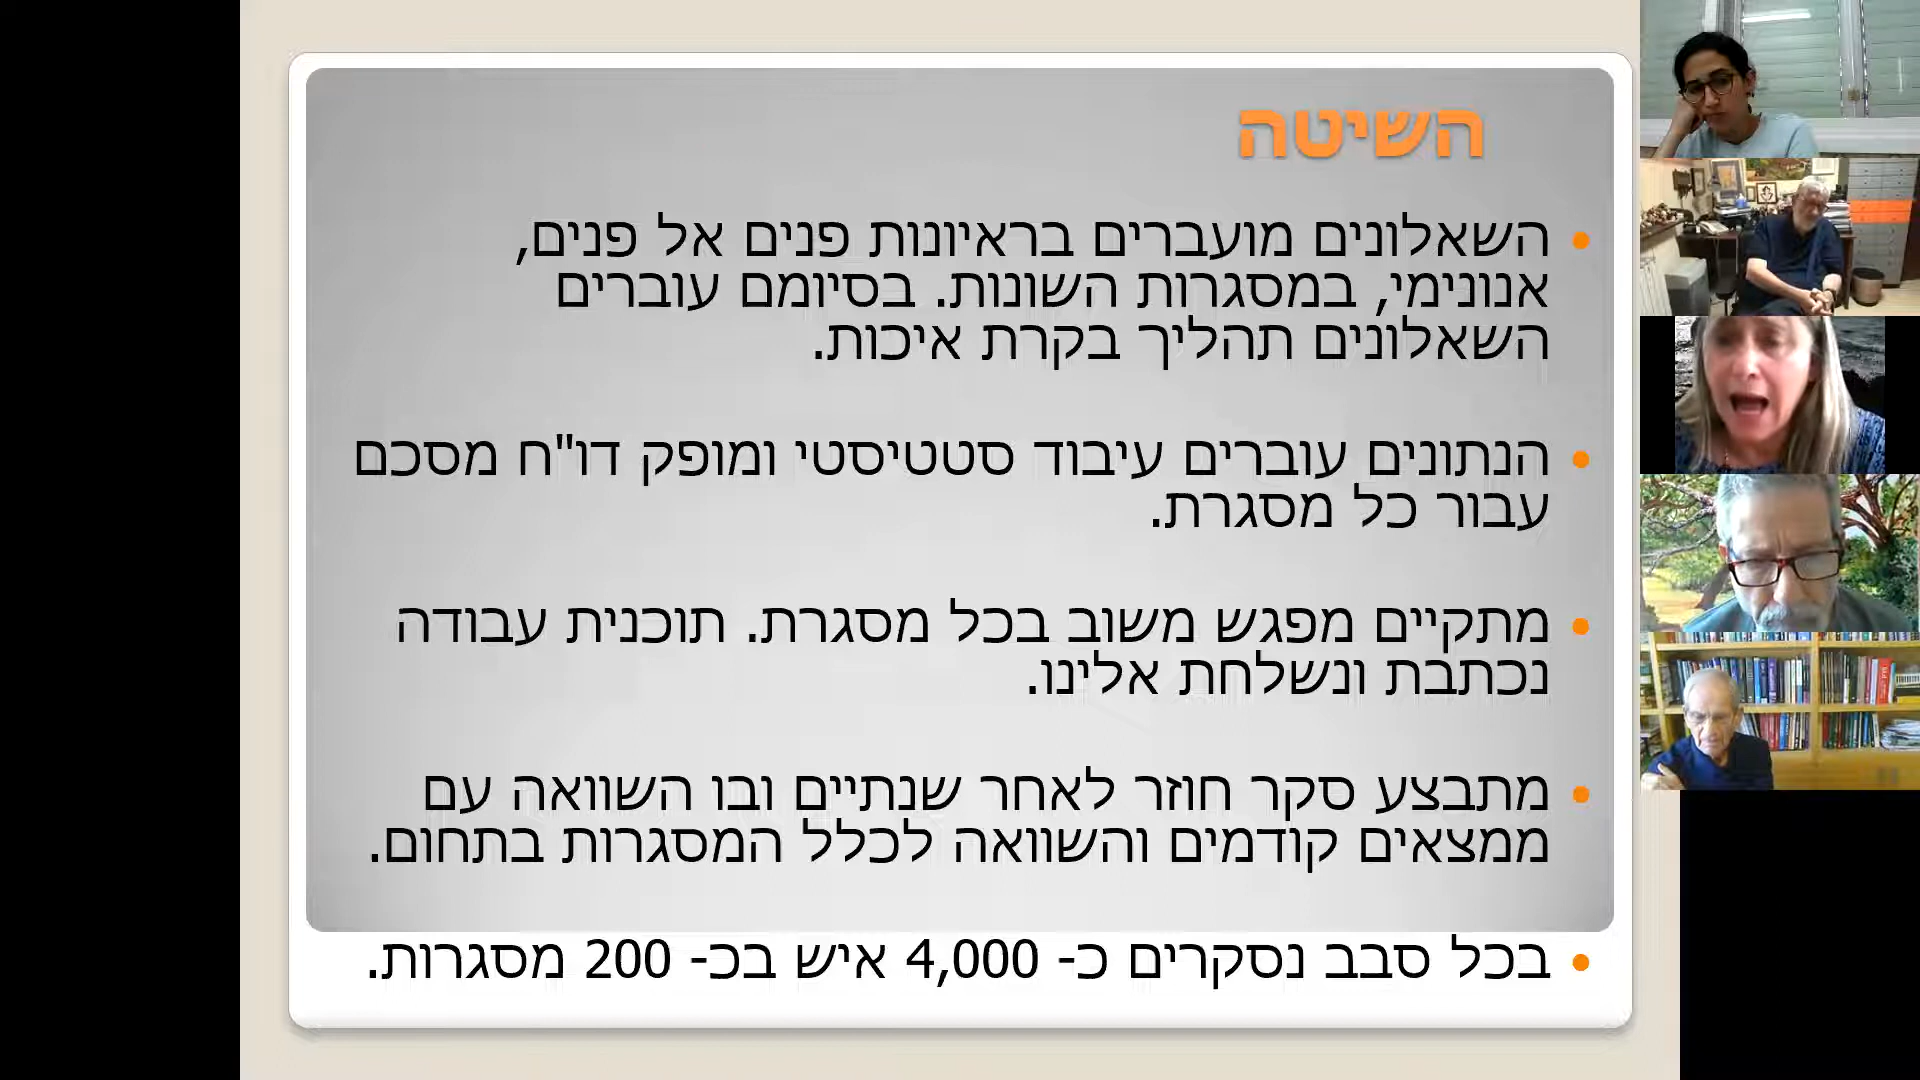 השיטה
השאלונים מועברים בראיונות פנים אל פנים,
אנונימי, במסגרות השונות. בסיומם עוברים
השאלונים תהליך בקרת איכות.
הנתונים עוברים עיבוד סטטיסטי ומופק דו"ח מסכם
עבור כל מסגרת.
מתקיים מפגש משוב בכל מסגרת. תוכנית עבודה
נכתבת ונשלחת אלינו.
מתבצע סקר חוזר לאחר שנתיים ובו השוואה עם
ממצאים קודמים והשוואה לכלל המסגרות בתחום.
בכל סבב נסקרים כ- 4,000 איש בכ- 200 מסגרות.